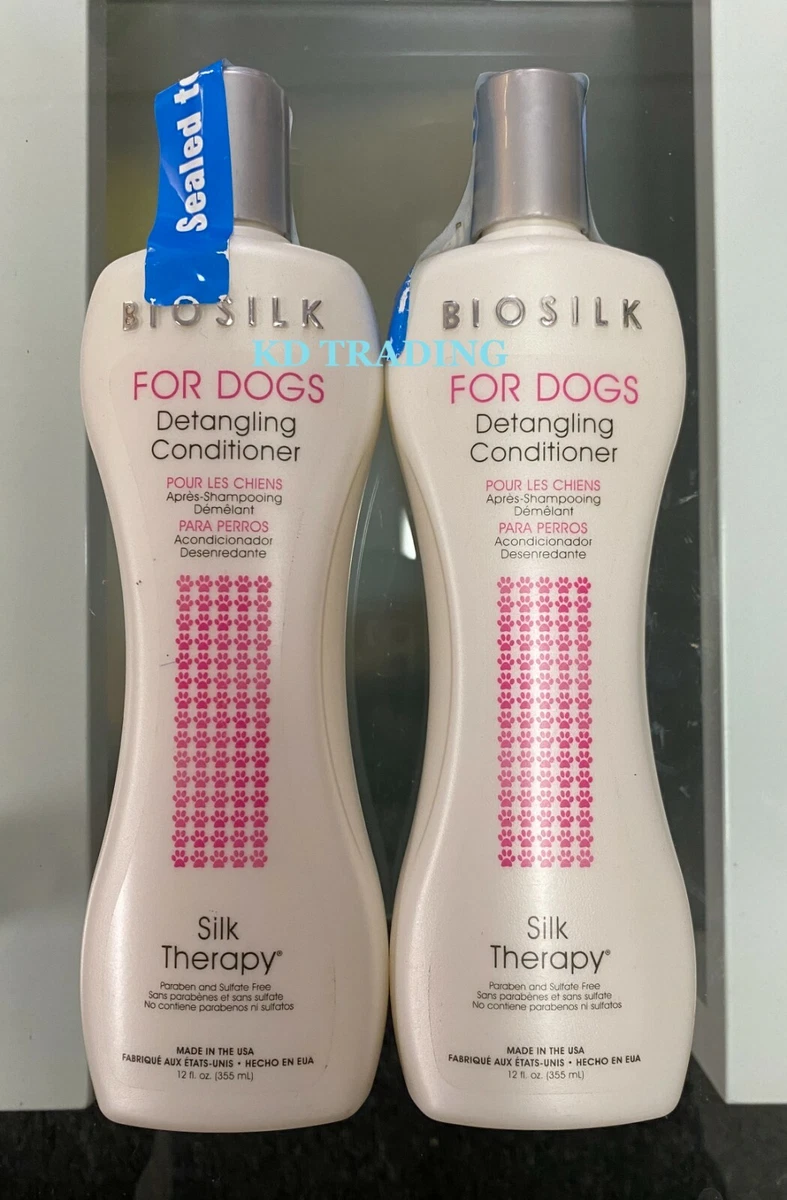 Sealed to
BIOSILK
FOR DOGS
Detangling
Conditioner
POUR LES CHIENS
Après-Shampooing
Démêlant
PARA PERROS
Acondicionador
Desenredante
Silk
Therapy®
Paraben and Sulfate Free
Sans parabènes et sans sulfate
No contiene parabenos ni sulfatos
MADE IN THE USA
FABRIQUÉ AUX ÉTATS-UNIS • HECHO EN EUA
12 fl. oz. (355 mL)
BIOSILK
FOR DOGS
Detangling
Conditioner
POUR LES CHIENS
Après-Shampooing
Démêlant
PARA PERROS
Acondicionador
Desenredante
Silk
Therapy®
Paraben and Sulfate Free
Sans parabènes et sans sulfate
No contiene parabenos ni sulfatos
MADE IN THE USA
FABRIQUÉ AUX ÉTATS-UNIS • HECHO EN EUA
12 fl. oz. (355 mL)
KD TRADING